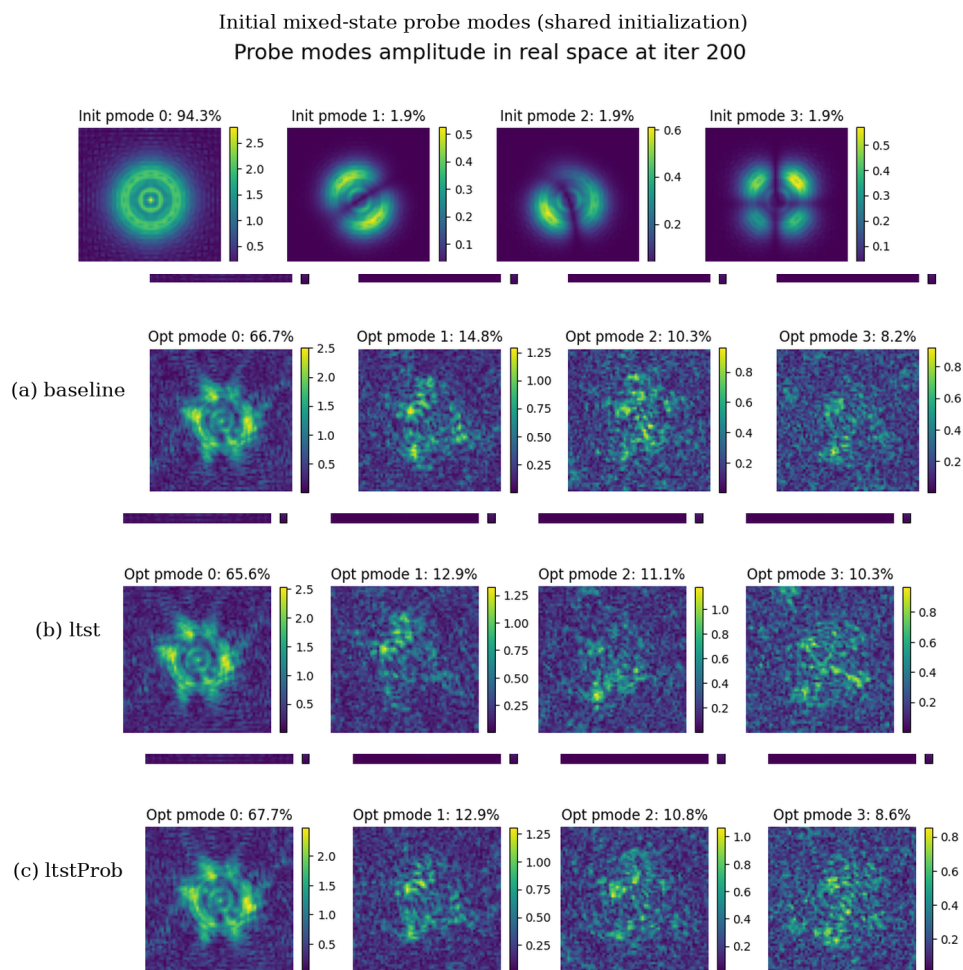 Initial mixed-state probe modes (shared initialization)
Probe modes amplitude in real space at iter 200
Init pmode 0: 94.3% Init pmode 1: 1.9% Init pmode 2: 1.9% Init pmode 3: 1.9%
2.5 2.0 1.5 1.0 0.5
0.5 0.4 0.3 0.2 0.1
0.6 0.4 0.2
0.5 0.4 0.3 0.2 0.1
(a) baseline
Opt pmode 0: 66.7% Opt pmode 1: 14.8% Opt pmode 2: 10.3% Opt pmode 3: 8.2%
2.5 2.0 1.5 1.0 0.5
1.25 1.00 0.75 0.50 0.25
0.8 0.6 0.4 0.2
0.8 0.6 0.4 0.2
(b) ltst
Opt pmode 0: 65.6% Opt pmode 1: 12.9% Opt pmode 2: 11.1% Opt pmode 3: 10.3%
2.5 2.0 1.5 1.0 0.5
1.25 1.00 0.75 0.50 0.25
1.0 0.8 0.6 0.4 0.2
0.8 0.6 0.4 0.2
(c) ltstProb
Opt pmode 0: 67.7% Opt pmode 1: 12.9% Opt pmode 2: 10.8% Opt pmode 3: 8.6%
2.0 1.5 1.0 0.5
1.25 1.00 0.75 0.50 0.25
1.0 0.8 0.6 0.4 0.2
0.8 0.6 0.4 0.2